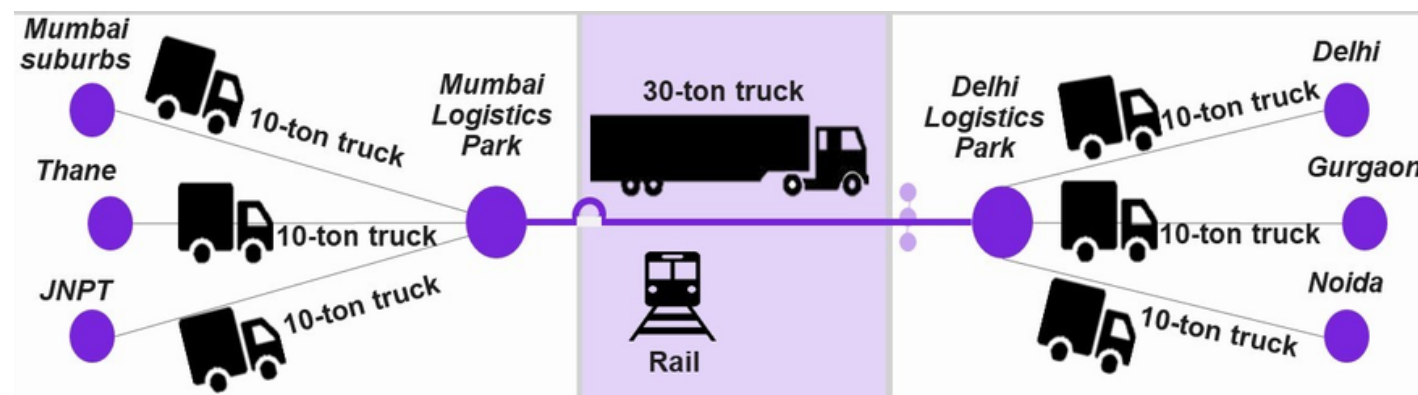 Mumbai
suburbs
10-ton truck
Thane
10-ton truck
JNPT
10-ton truck
Mumbai
Logistics
Park
30-ton truck
Rail
Delhi
Logistics
Park
10-ton truck
Delhi
10-ton truck
Gurgaon
10-ton truck
Noida